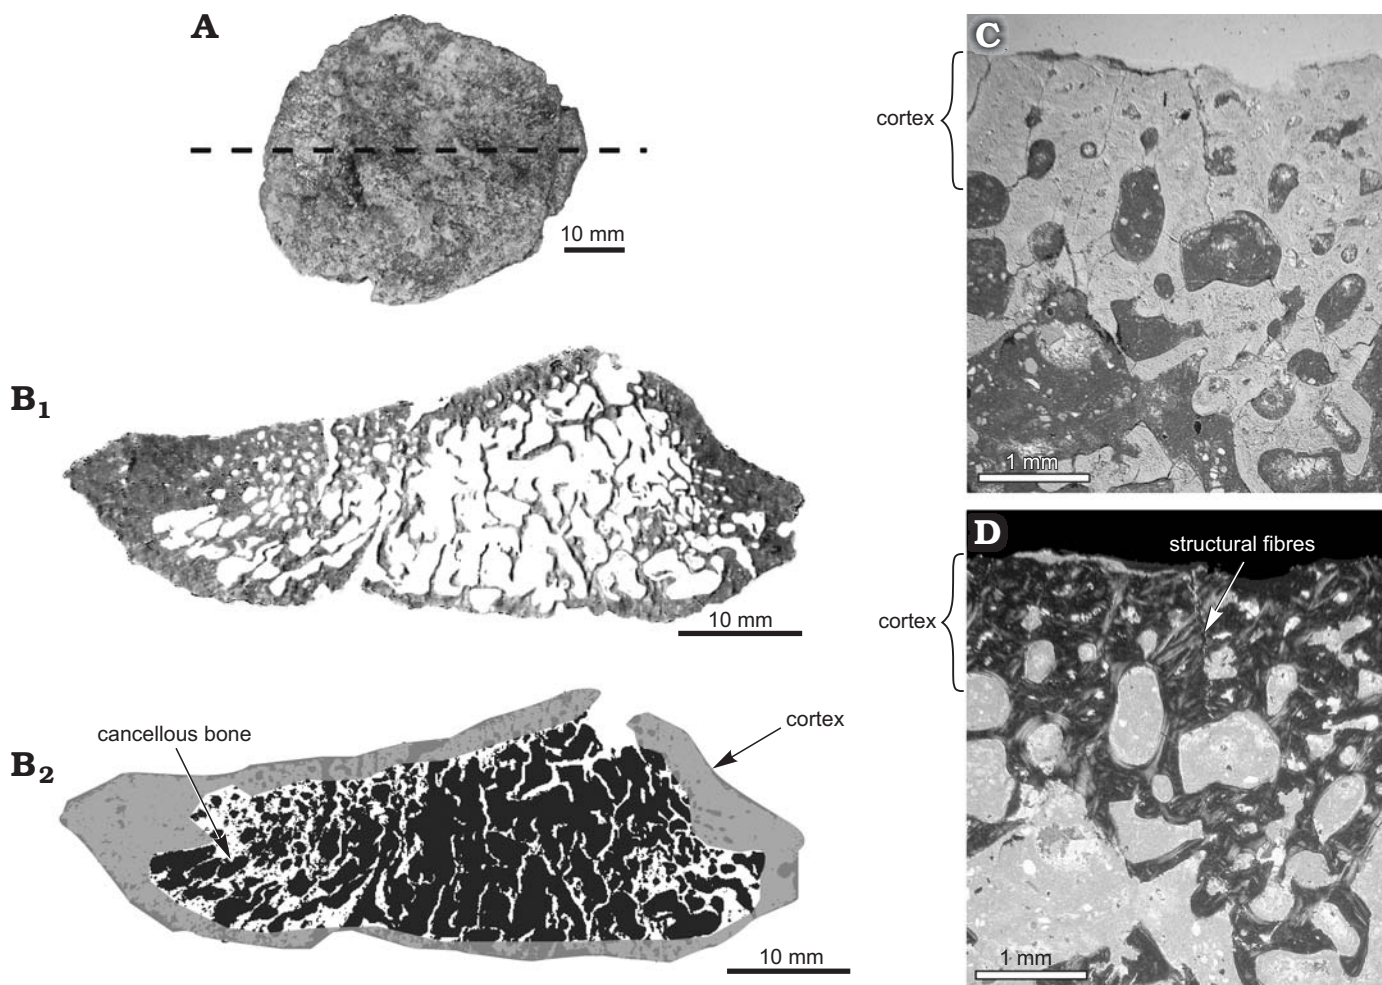 A
10 mm
B1
10 mm
B2
cancellous bone
cortex
10 mm
C
cortex
1 mm
D
structural fibres
cortex
1 mm